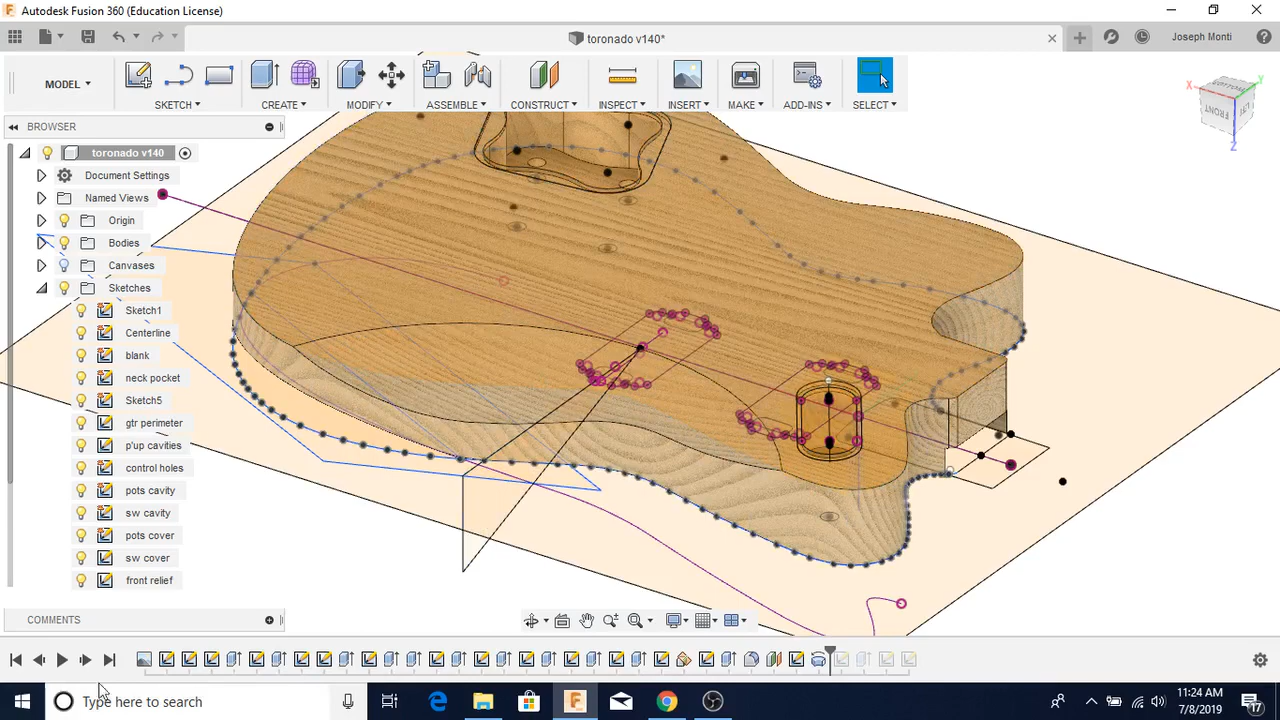 Autodesk Fusion 360 (Education License)
toronado v140*
Joseph Monti
MODEL
SKETCH
CREATE
MODIFY
ASSEMBLE
CONSTRUCT
INSPECT
INSERT
MAKE
ADD-INS
SELECT
BROWSER
toronado v140
Document Settings
Named Views
Origin
Bodies
Canvases
Sketches
Sketch1
Centerline
blank
neck pocket
Sketch5
gtr perimeter
p'up cavities
control holes
pots cavity
sw cavity
pots cover
sw cover
front relief
X
Y
Z
BOTTOM
FRONT
LEFT
COMMENTS
Type here to search
11:24 AM
7/8/2019
17